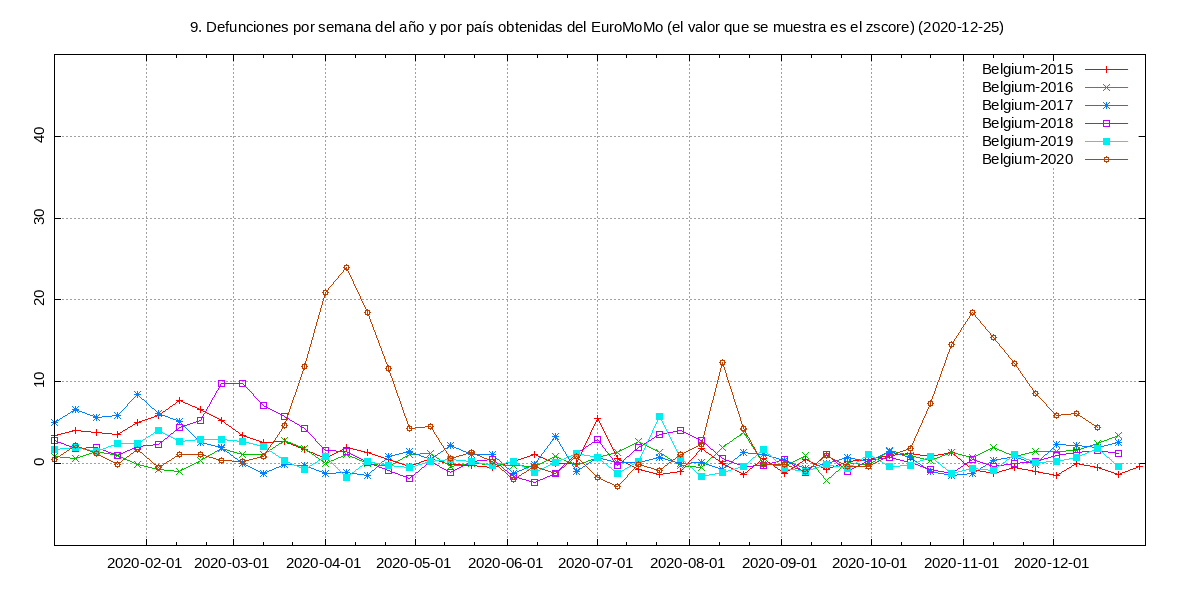 9. Defunciones por semana del año y por país obtenidas del EuroMoMo (el valor que se muestra es el zscore) (2020-12-25)
Belgium-2015
Belgium-2016
Belgium-2017
Belgium-2018
Belgium-2019
Belgium-2020
40
30
20
10
0
2020-02-01 2020-03-01 2020-04-01 2020-05-01 2020-06-01 2020-07-01 2020-08-01 2020-09-01 2020-10-01 2020-11-01 2020-12-01